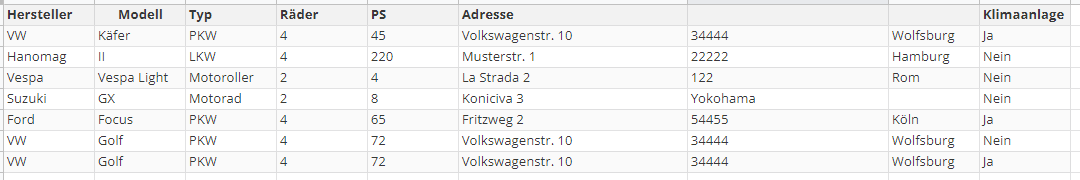 Hersteller Modell Typ Räder PS Adresse Klimaanlage
VW Käfer PKW 4 45 Volkswagenstr. 10 34444 Wolfsburg Ja
Hanomag II LKW 4 220 Musterstr. 1 22222 Hamburg Nein
Vespa Vespa Light Motoroller 2 4 La Strada 2 122 Rom Nein
Suzuki GX Motorad 2 8 Koniciva 3 Yokohama Nein
Ford Focus PKW 4 65 Fritzweg 2 54455 Köln Ja
VW Golf PKW 4 72 Volkswagenstr. 10 34444 Wolfsburg Nein
VW Golf PKW 4 72 Volkswagenstr. 10 34444 Wolfsburg Ja